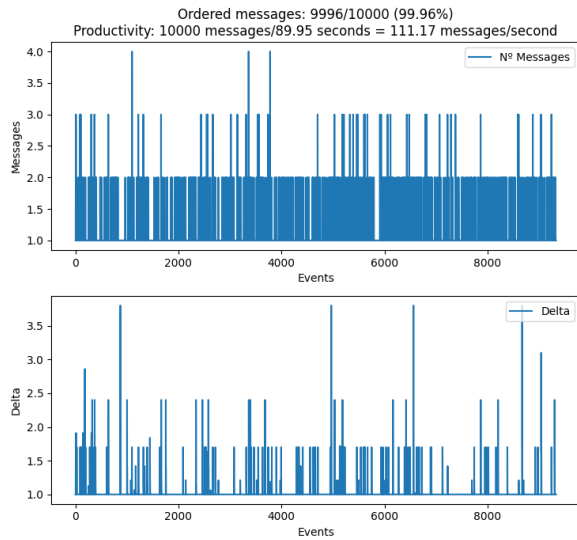 Ordered messages: 9996/10000 (99.96%)
Productivity: 10000 messages/89.95 seconds = 111.17 messages/second
4.0
3.5
3.0
2.5
2.0
1.5
1.0
Messages
Nº Messages
0 2000 4000 6000 8000
Events
3.5
3.0
2.5
2.0
1.5
1.0
Delta
Delta
0 2000 4000 6000 8000
Events